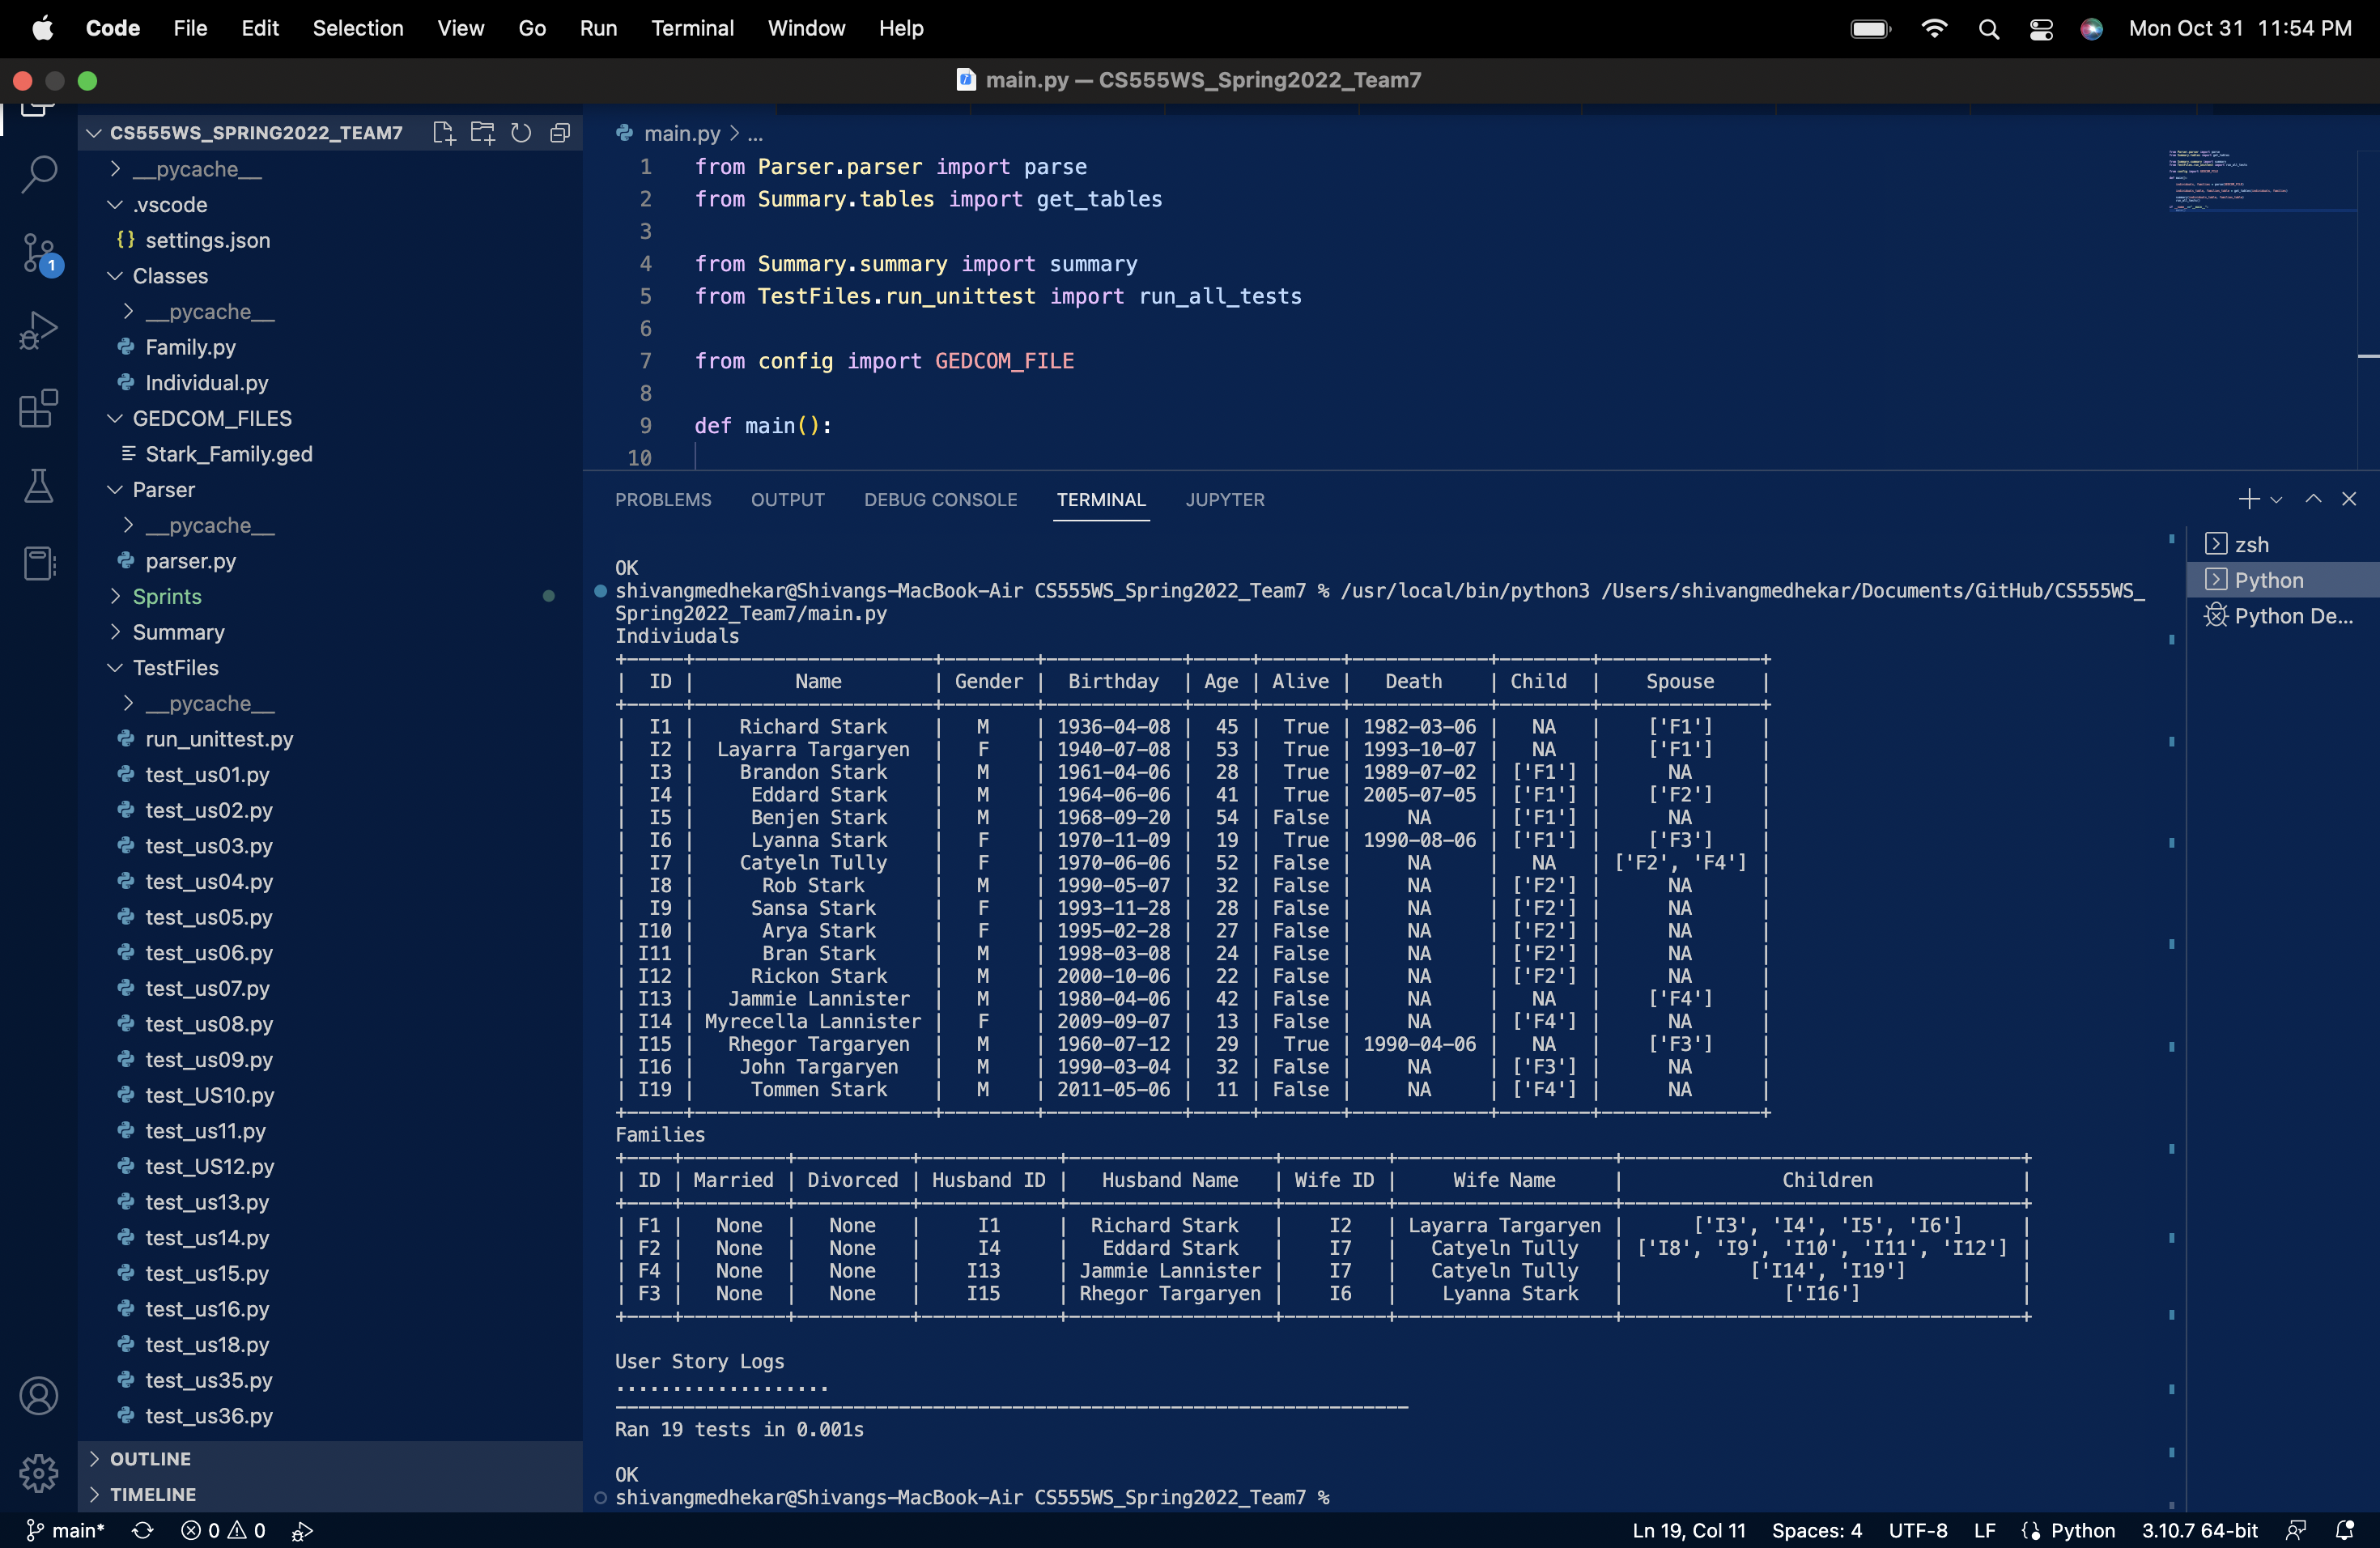 Code File Edit Selection View Go Run Terminal Window Help Mon Oct 31 11:54 PM
main.py — CS555WS_Spring2022_Team7
CS555WS_SPRING2022_TEAM7
__pycache__
.vscode
{} settings.json
Classes
__pycache__
Family.py
Individual.py
GEDCOM_FILES
Stark_Family.ged
Parser
__pycache__
parser.py
Sprints
Summary
TestFiles
__pycache__
run_unittest.py
test_us01.py
test_us02.py
test_us03.py
test_us04.py
test_us05.py
test_us06.py
test_us07.py
test_us08.py
test_us09.py
test_US10.py
test_us11.py
test_US12.py
test_us13.py
test_us14.py
test_us15.py
test_us16.py
test_us18.py
test_us35.py
test_us36.py
OUTLINE
TIMELINE
1
main.py > ...
1 from Parser.parser import parse
2 from Summary.tables import get_tables
3
4 from Summary.summary import summary
5 from TestFiles.run_unittest import run_all_tests
6
7 from config import GEDCOM_FILE
8
9 def main():
10
PROBLEMS OUTPUT DEBUG CONSOLE TERMINAL JUPYTER
zsh
Python
Python De...
OK
shivangmedhekar@Shivangs-MacBook-Air CS555WS_Spring2022_Team7 % /usr/local/bin/python3 /Users/shivangmedhekar/Documents/GitHub/CS555WS_
Spring2022_Team7/main.py
Indiviudals
| ID | Name | Gender | Birthday | Age | Alive | Death | Child | Spouse |
| I1 | Richard Stark | M | 1936-04-08 | 45 | True | 1982-03-06 | NA | ['F1'] |
| I2 | Layarra Targaryen | F | 1940-07-08 | 53 | True | 1993-10-07 | NA | ['F1'] |
| I3 | Brandon Stark | M | 1961-04-06 | 28 | True | 1989-07-02 | ['F1'] | NA |
| I4 | Eddard Stark | M | 1964-06-06 | 41 | True | 2005-07-05 | ['F1'] | ['F2'] |
| I5 | Benjen Stark | M | 1968-09-20 | 54 | False | NA | ['F1'] | NA |
| I6 | Lyanna Stark | F | 1970-11-09 | 19 | True | 1990-08-06 | ['F1'] | ['F3'] |
| I7 | Catyeln Tully | F | 1970-06-06 | 52 | False | NA | NA | ['F2', 'F4'] |
| I8 | Rob Stark | M | 1990-05-07 | 32 | False | NA | ['F2'] | NA |
| I9 | Sansa Stark | F | 1993-11-28 | 28 | False | NA | ['F2'] | NA |
| I10 | Arya Stark | F | 1995-02-28 | 27 | False | NA | ['F2'] | NA |
| I11 | Bran Stark | M | 1998-03-08 | 24 | False | NA | ['F2'] | NA |
| I12 | Rickon Stark | M | 2000-10-06 | 22 | False | NA | ['F2'] | NA |
| I13 | Jammie Lannister | M | 1980-04-06 | 42 | False | NA | NA | ['F4'] |
| I14 | Myrecella Lannister | F | 2009-09-07 | 13 | False | NA | ['F4'] | NA |
| I15 | Rhegor Targaryen | M | 1960-07-12 | 29 | True | 1990-04-06 | NA | ['F3'] |
| I16 | John Targaryen | M | 1990-03-04 | 32 | False | NA | ['F3'] | NA |
| I19 | Tommen Stark | M | 2011-05-06 | 11 | False | NA | ['F4'] | NA |
Families
| ID | Married | Divorced | Husband ID | Husband Name | Wife ID | Wife Name | Children |
| F1 | None | None | I1 | Richard Stark | I2 | Layarra Targaryen | ['I3', 'I4', 'I5', 'I6'] |
| F2 | None | None | I4 | Eddard Stark | I7 | Catyeln Tully | ['I8', 'I9', 'I10', 'I11', 'I12'] |
| F4 | None | None | I13 | Jammie Lannister | I7 | Catyeln Tully | ['I14', 'I19'] |
| F3 | None | None | I15 | Rhegor Targaryen | I6 | Lyanna Stark | ['I16'] |
User Story Logs
...................
Ran 19 tests in 0.001s
OK
shivangmedhekar@Shivangs-MacBook-Air CS555WS_Spring2022_Team7 %
main* 0 0 Ln 19, Col 11 Spaces: 4 UTF-8 LF Python 3.10.7 64-bit